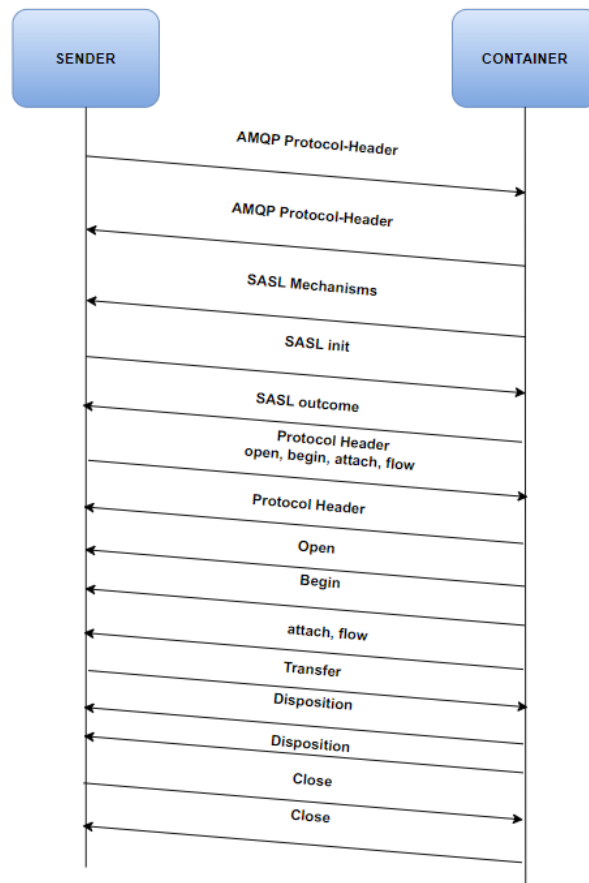 SENDER
CONTAINER
AMQP Protocol-Header
AMQP Protocol-Header
SASL Mechanisms
SASL init
SASL outcome
Protocol Header
open, begin, attach, flow
Protocol Header
Open
Begin
attach, flow
Transfer
Disposition
Disposition
Close
Close